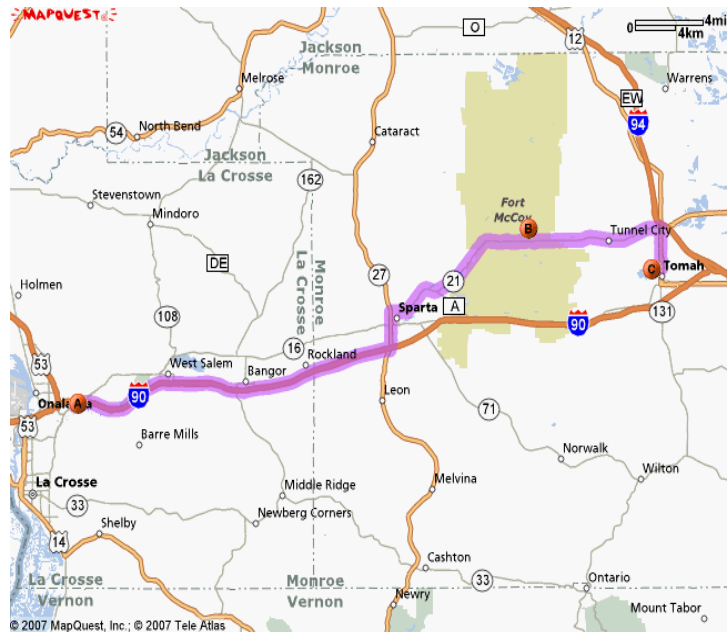 MAPQUEST
0 4mi
4km
O
12
Jackson
Monroe
Melrose
Warrens
EW
94
54
North Bend
Cataract
Jackson
La Crosse
162
Stevenstown
Mindoro
Fort
McCoy
B
Tunnel City
DE
Monroe
La Crosse
C
Tomah
Holmen
27
21
A
Sparta
108
16
90
131
53
West Salem
Rockland
Bangor
Leon
Onalaska
A
90
71
53
Barre Mills
Norwalk
Wilton
La Crosse
33
Middle Ridge
Melvina
Newberg Corners
14
Shelby
Cashton
33
La Crosse
Vernon
Monroe
Vernon
Ontario
Newry
Mount Tabor
© 2007 MapQuest, Inc.; © 2007 Tele Atlas